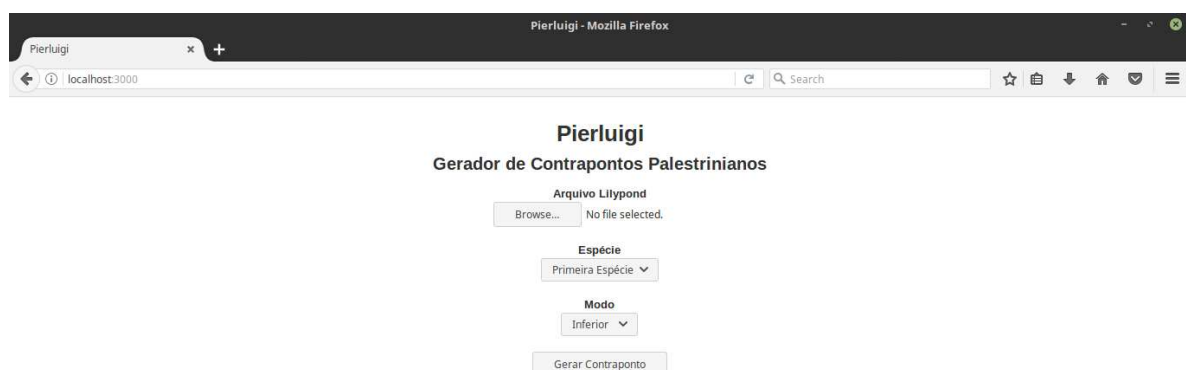 Pierluigi - Mozilla Firefox
Pierluigi
localhost:3000 Search
Pierluigi
Gerador de Contrapontos Palestrinianos
Arquivo Lilypond
Browse... No file selected.
Espécie
Primeira Espécie
Modo
Inferior
Gerar Contraponto